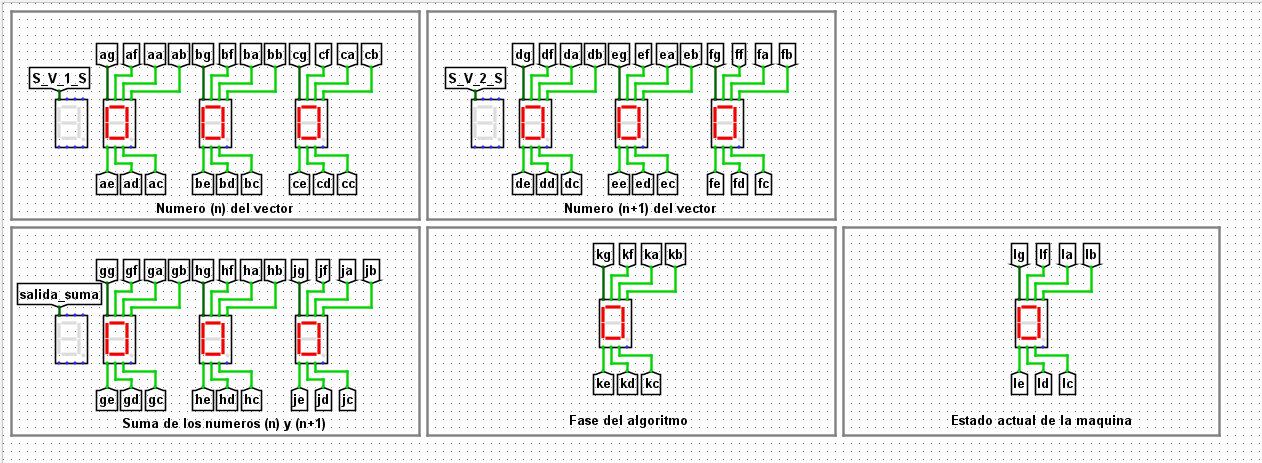 ag af aa ab bg bf ba bb cg cf ca cb
S_V_1_S
ae ad ac be bd bc ce cd cc
Numero (n) del vector
dg df da db eg ef ea eb fg ff fa fb
S_V_2_S
de dd dc ee ed ec fe fd fc
Numero (n+1) del vector
gg gf ga gb hg hf ha hb jg jf ja jb
salida_suma
ge gd gc he hd hc je jd jc
Suma de los numeros (n) y (n+1)
kg kf ka kb
ke kd kc
Fase del algoritmo
lg lf la lb
le ld lc
Estado actual de la maquina